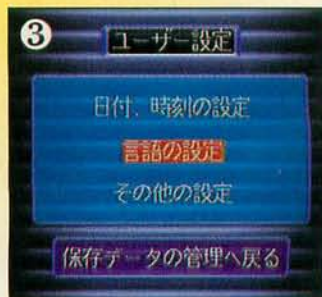 ③
ユーザー設定
日付、時刻の設定
言語の設定
その他の設定
保存データの管理へ戻る